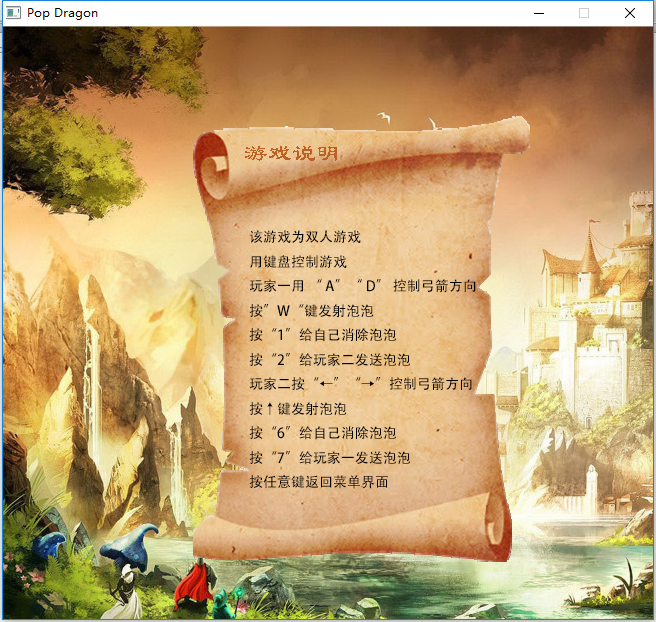 Pop Dragon
游戏说明
该游戏为双人游戏
用键盘控制游戏
玩家一用 “A” “D” 控制弓箭方向
按”W“键发射泡泡
按“1”给自己消除泡泡
按“2”给玩家二发送泡泡
玩家二按“←” “→”控制弓箭方向
按↑键发射泡泡
按“6”给自己消除泡泡
按“7”给玩家一发送泡泡
按任意键返回菜单界面